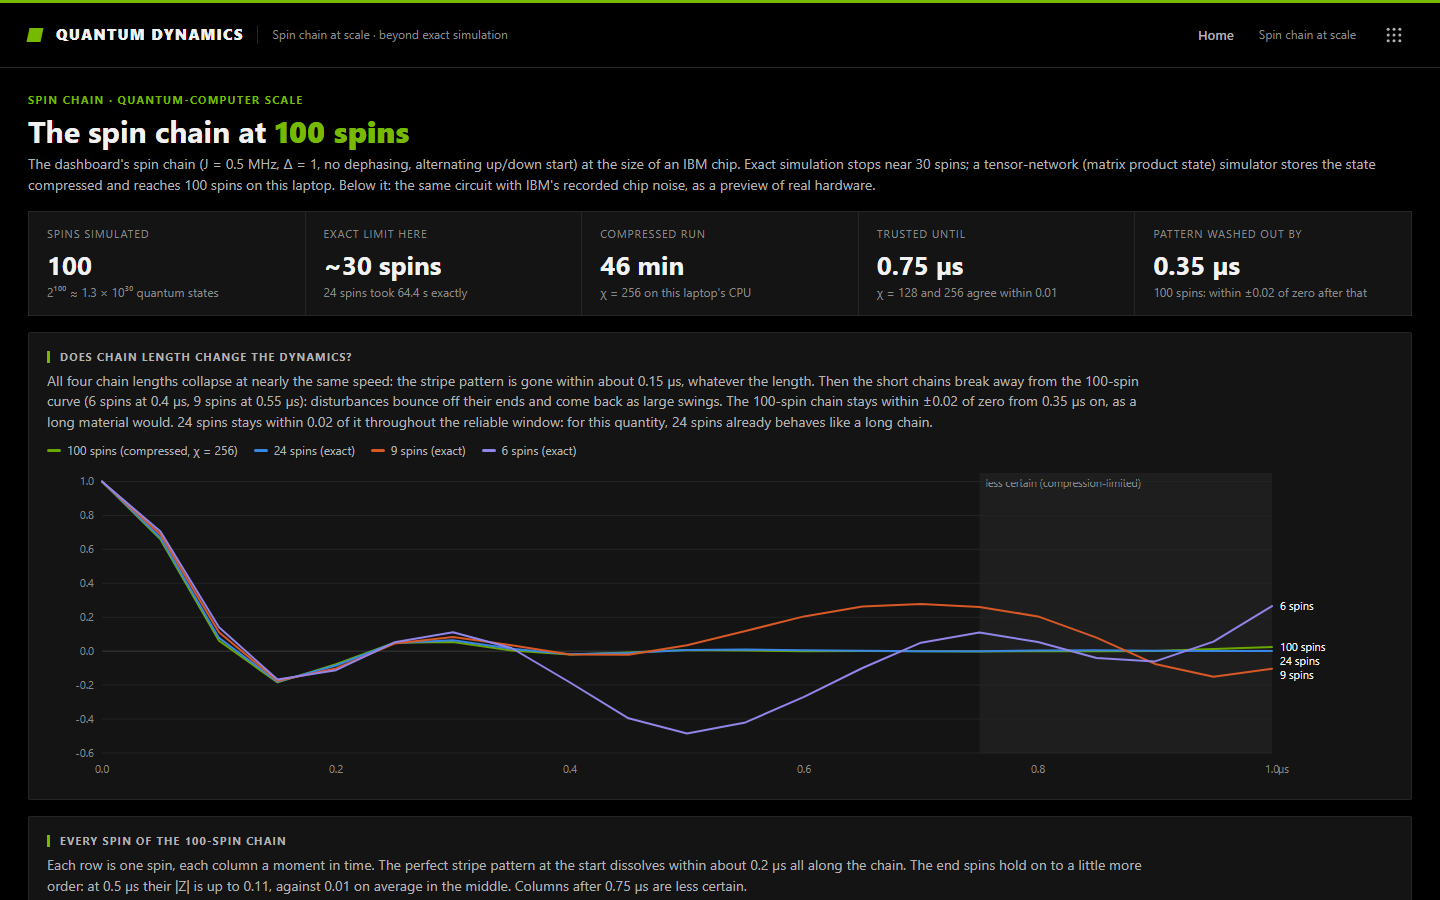 QUANTUM DYNAMICS
Spin chain at scale · beyond exact simulation
Home
Spin chain at scale
SPIN CHAIN · QUANTUM-COMPUTER SCALE
The spin chain at 100 spins
The dashboard's spin chain (J = 0.5 MHz, Δ = 1, no dephasing, alternating up/down start) at the size of an IBM chip. Exact simulation stops near 30 spins; a tensor-network (matrix product state) simulator stores the state
compressed and reaches 100 spins on this laptop. Below it: the same circuit with IBM's recorded chip noise, as a preview of real hardware.
SPINS SIMULATED
100
2¹⁰⁰ ≈ 1.3 × 10³⁰ quantum states
EXACT LIMIT HERE
~30 spins
24 spins took 64.4 s exactly
COMPRESSED RUN
46 min
χ = 256 on this laptop's CPU
TRUSTED UNTIL
0.75 µs
χ = 128 and 256 agree within 0.01
PATTERN WASHED OUT BY
0.35 µs
100 spins: within ±0.02 of zero after that
DOES CHAIN LENGTH CHANGE THE DYNAMICS?
All four chain lengths collapse at nearly the same speed: the stripe pattern is gone within about 0.15 µs, whatever the length. Then the short chains break away from the 100-spin
curve (6 spins at 0.4 µs, 9 spins at 0.55 µs): disturbances bounce off their ends and come back as large swings. The 100-spin chain stays within ±0.02 of zero from 0.35 µs on, as a
long material would. 24 spins stays within 0.02 of it throughout the reliable window: for this quantity, 24 spins already behaves like a long chain.
100 spins (compressed, χ = 256)
24 spins (exact)
9 spins (exact)
6 spins (exact)
less certain (compression-limited)
1.0
0.8
0.6
0.4
0.2
0.0
-0.2
-0.4
-0.6
6 spins
100 spins
24 spins
9 spins
0.0
0.2
0.4
0.6
0.8
1.0
µs
EVERY SPIN OF THE 100-SPIN CHAIN
Each row is one spin, each column a moment in time. The perfect stripe pattern at the start dissolves within about 0.2 µs all along the chain. The end spins hold on to a little more
order: at 0.5 µs their |Z| is up to 0.11, against 0.01 on average in the middle. Columns after 0.75 µs are less certain.